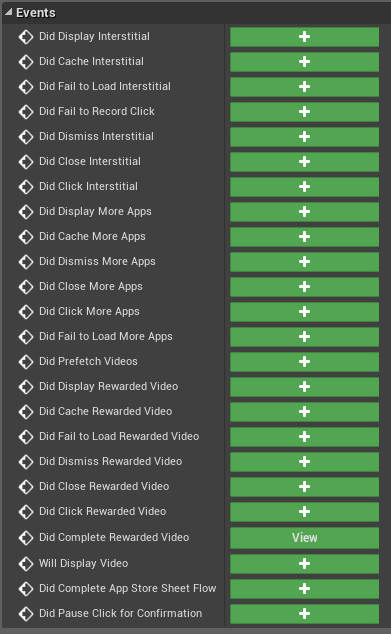 Events
Did Display Interstitial
Did Cache Interstitial
Did Fail to Load Interstitial
Did Fail to Record Click
Did Dismiss Interstitial
Did Close Interstitial
Did Click Interstitial
Did Display More Apps
Did Cache More Apps
Did Dismiss More Apps
Did Close More Apps
Did Click More Apps
Did Fail to Load More Apps
Did Prefetch Videos
Did Display Rewarded Video
Did Cache Rewarded Video
Did Fail to Load Rewarded Video
Did Dismiss Rewarded Video
Did Close Rewarded Video
Did Click Rewarded Video
Did Complete Rewarded Video View
Will Display Video
Did Complete App Store Sheet Flow
Did Pause Click for Confirmation